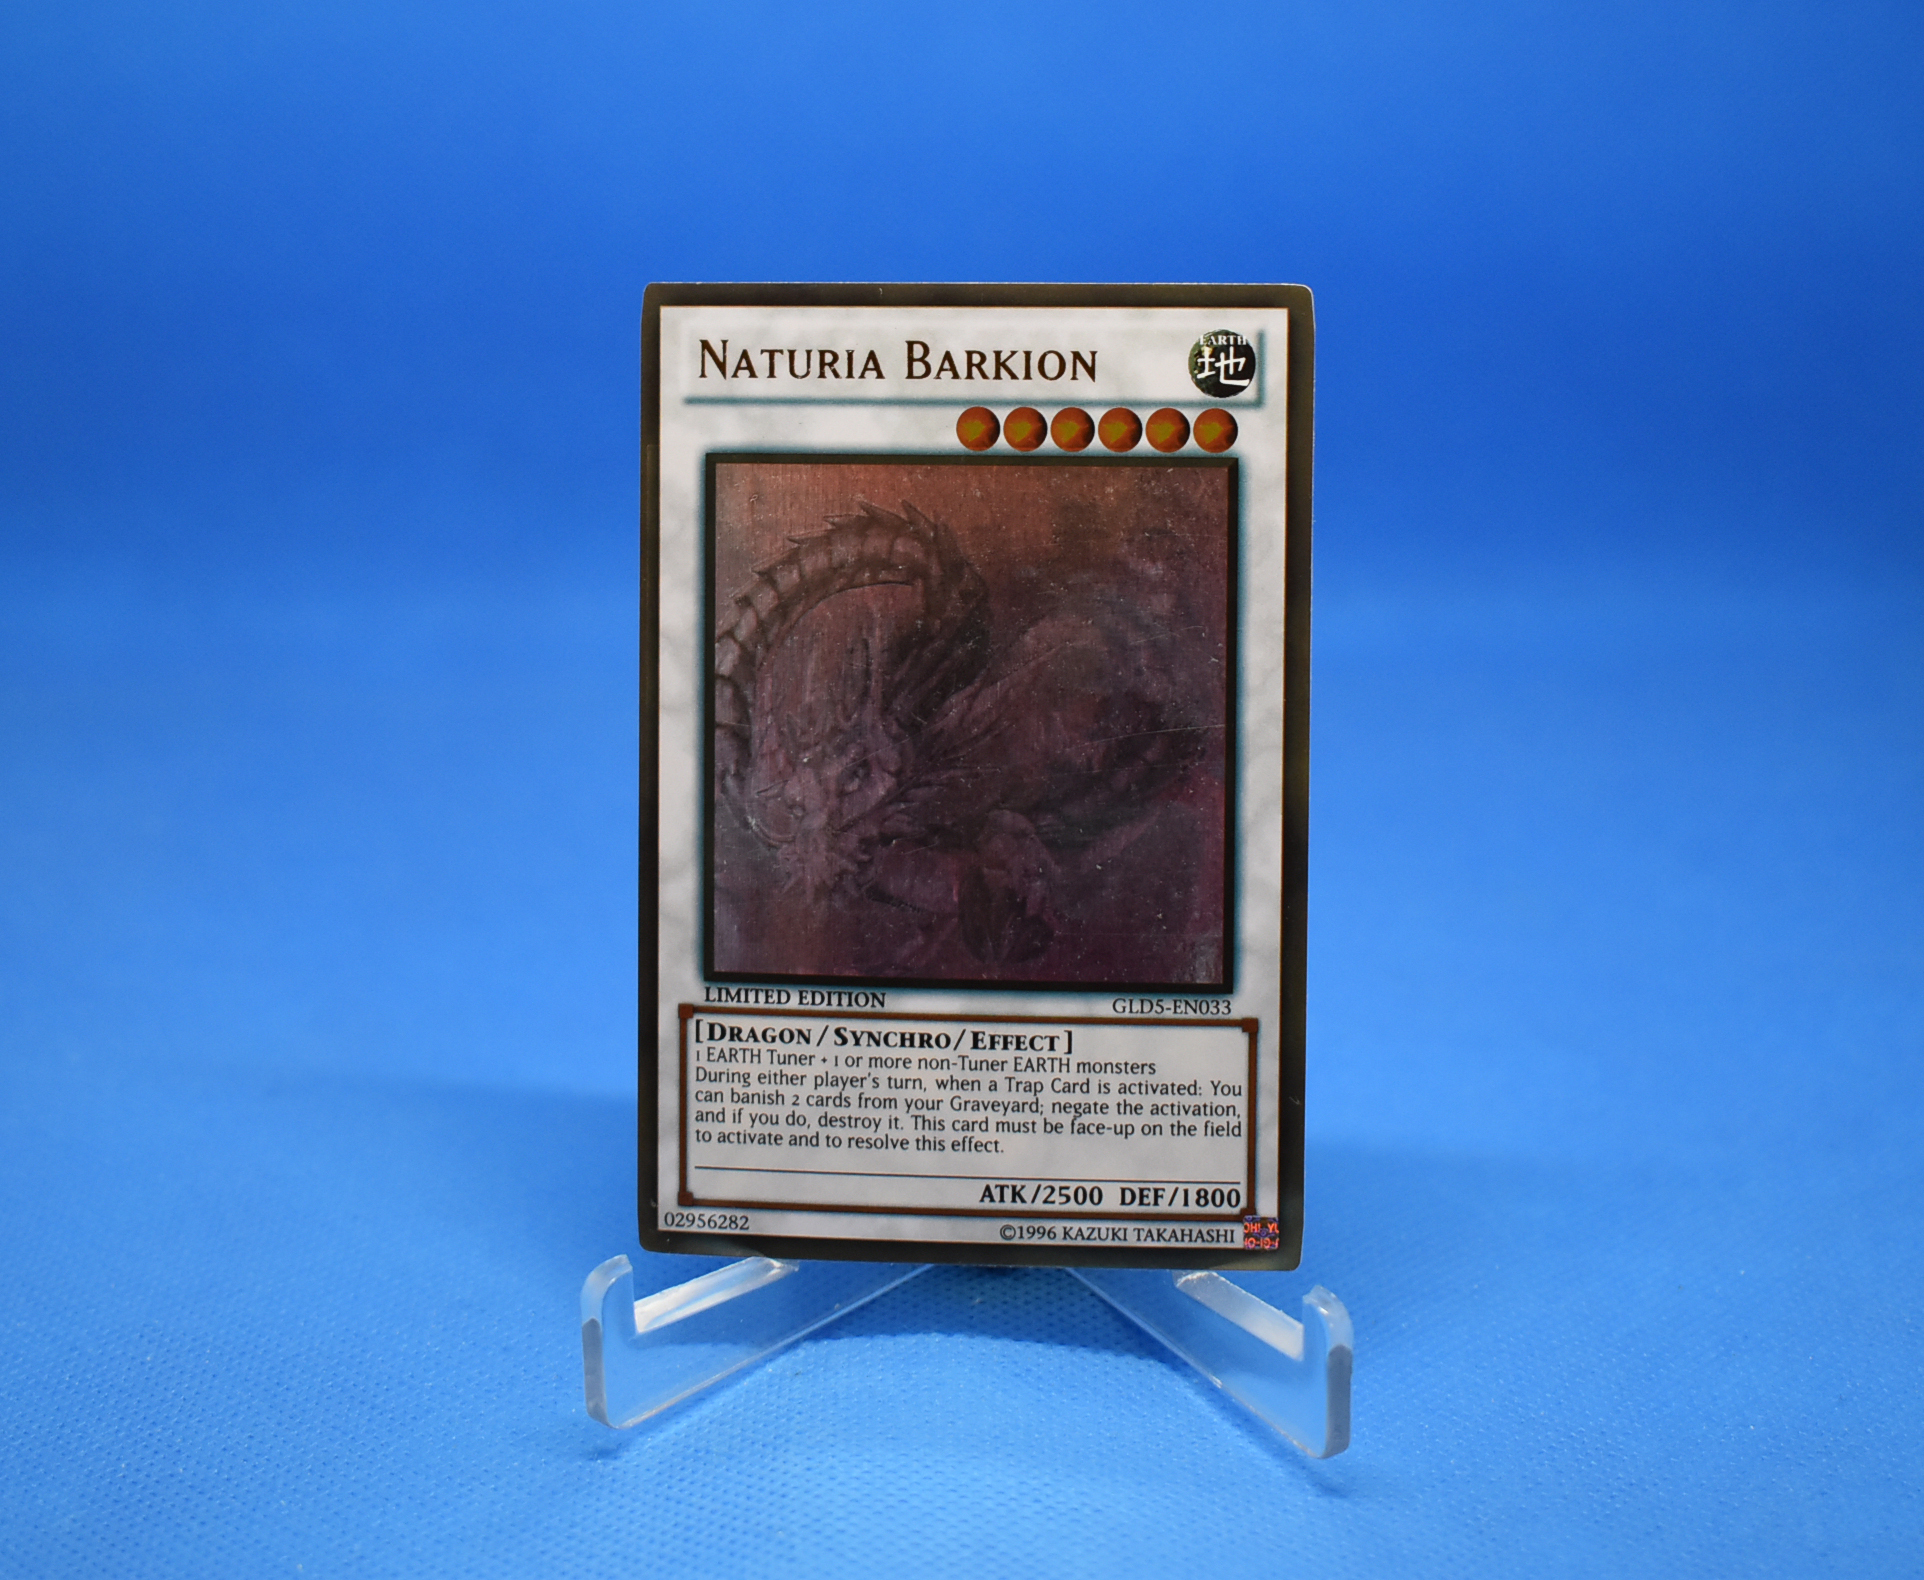 NATURIA BARKION
EARTH
地
LIMITED EDITION GLD5-EN033
[DRAGON/SYNCHRO/EFFECT]
1 EARTH Tuner + 1 or more non-Tuner EARTH monsters
During either player's turn, when a Trap Card is activated: You
can banish 2 cards from your Graveyard; negate the activation,
and if you do, destroy it. This card must be face-up on the field
to activate and to resolve this effect.
ATK/2500 DEF/1800
02956282 ©1996 KAZUKI TAKAHASHI